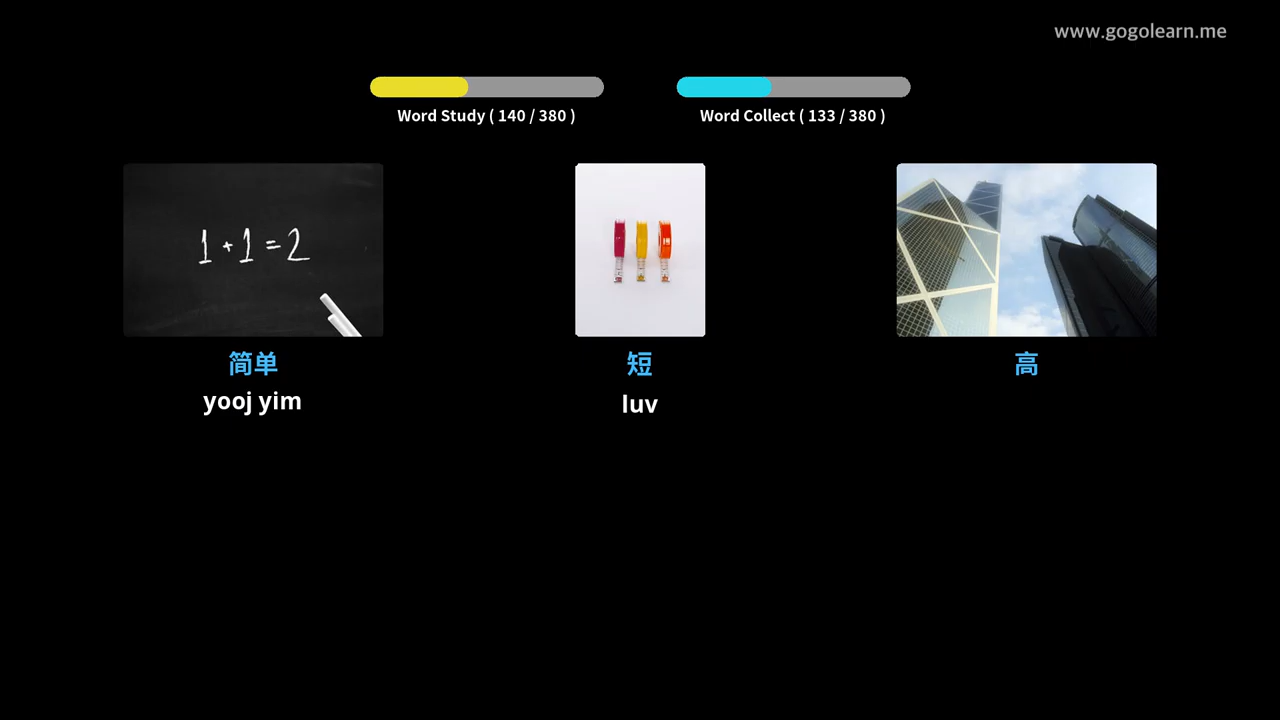 www.gogolearn.me
Word Study ( 140 / 380 )
Word Collect ( 133 / 380 )
1 + 1 = 2
简单
短
高
yooj yim
luv